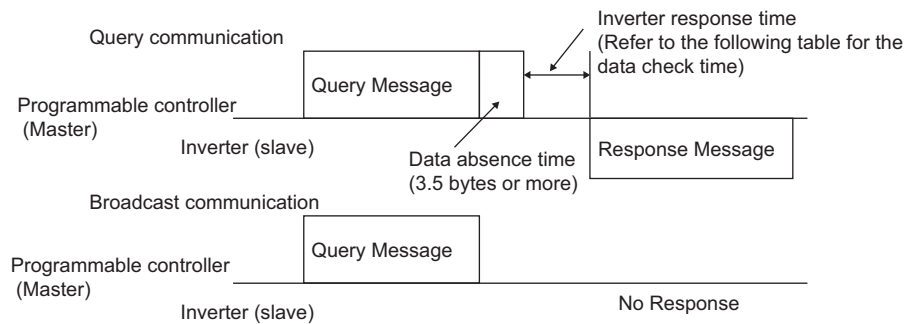 Query communication
Inverter response time
(Refer to the following table for the
data check time)
Query Message
Programmable controller
(Master)
Inverter (slave)
Data absence time
(3.5 bytes or more)
Response Message
Broadcast communication
Query Message
Programmable controller
(Master)
Inverter (slave)
No Response